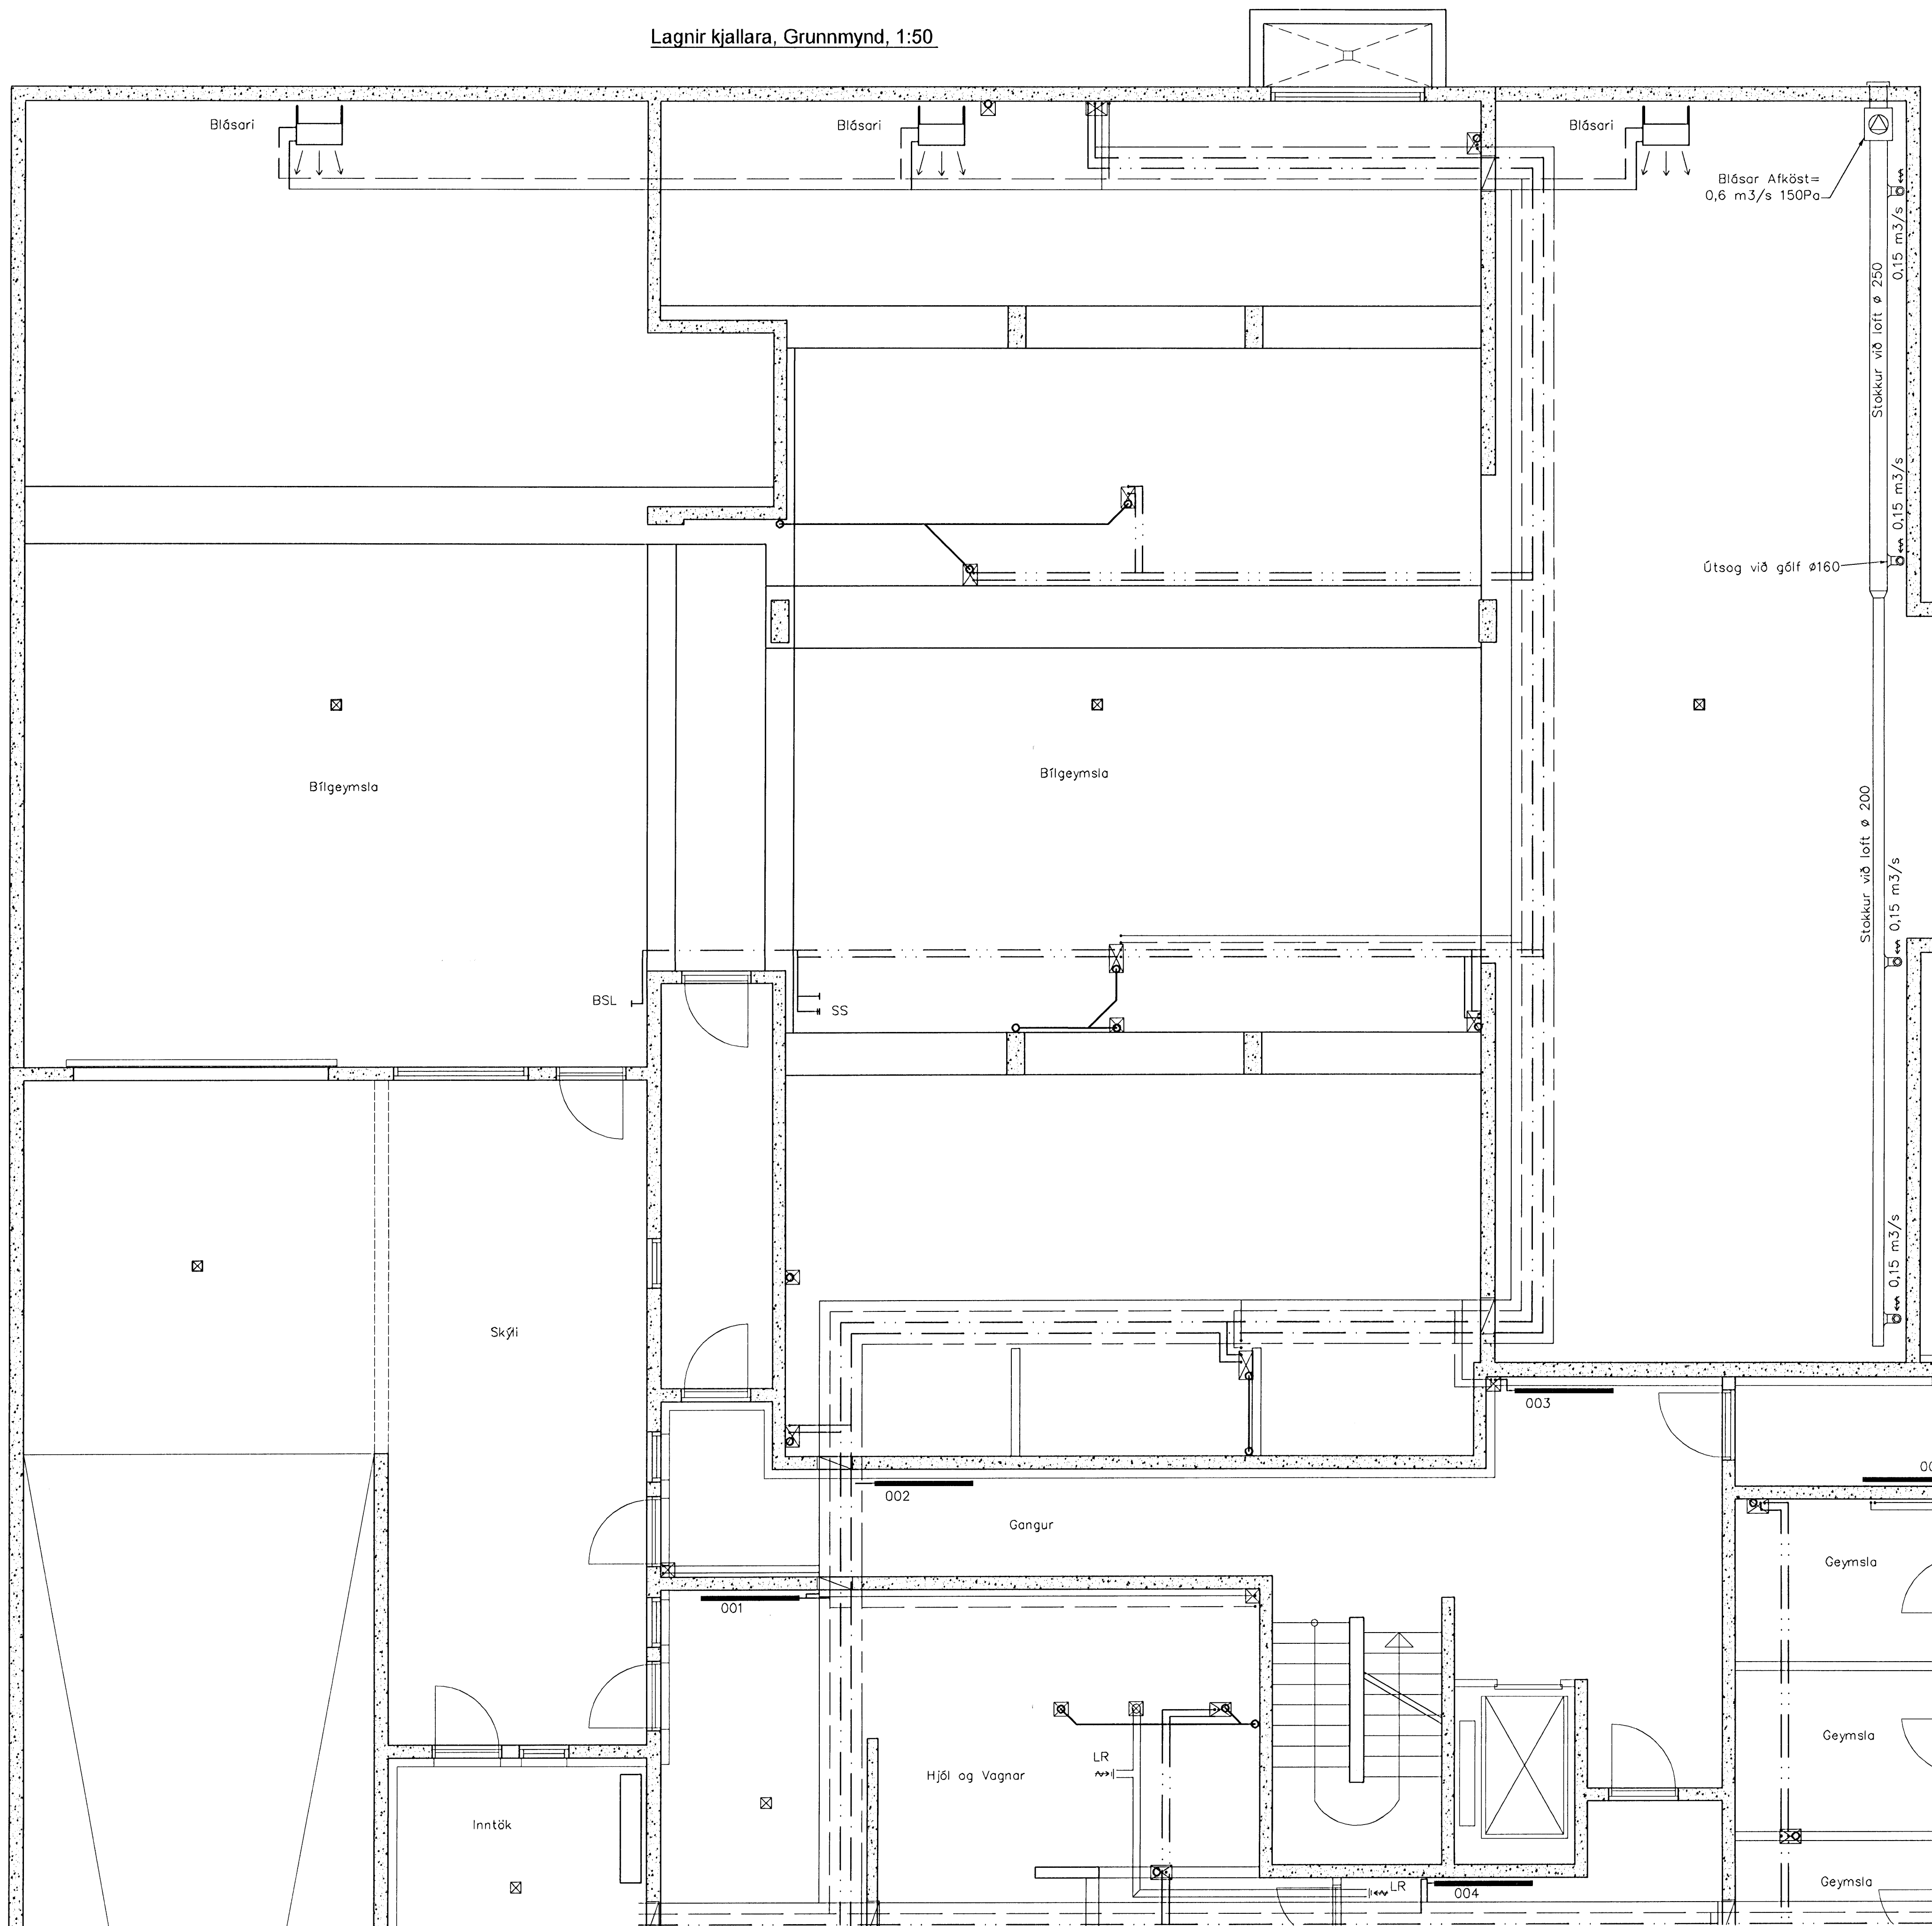 Lagnir kjallara, Grunnmynd, 1:50
Blásari
Blásari
Blásari
Blásar Afköst=
0,6 m3/s 150Pa
0,15 m3/s
Stokkur við loft ø 250
0,15 m3/s
Útsog við gólf ø160
Bílgeymsla
Bílgeymsla
Stokkur við loft ø 200
0,15 m3/s
BSL
SS
0,15 m3/s
Skýli
003
002
Gangur
Geymsla
001
Geymsla
LR
Hjól og Vagnar
Inntök
LR
004
Geymsla